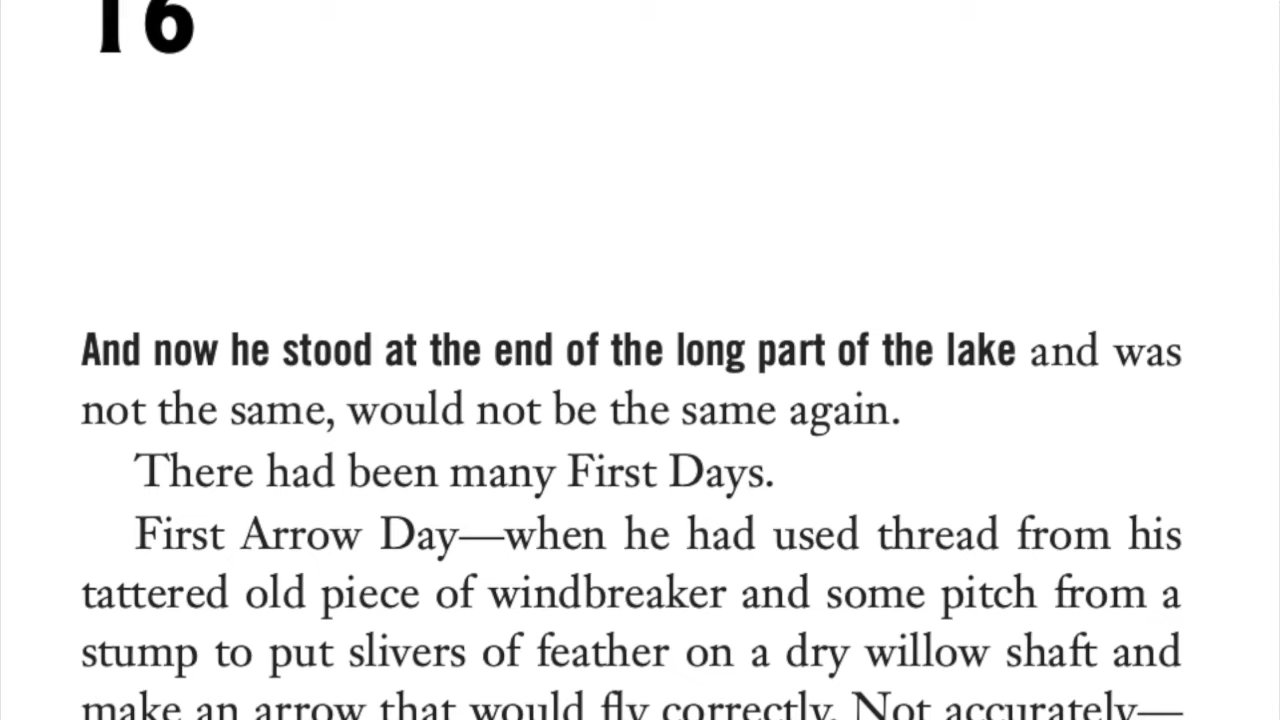 16
And now he stood at the end of the long part of the lake and was
not the same, would not be the same again.
There had been many First Days.
First Arrow Day—when he had used thread from his
tattered old piece of windbreaker and some pitch from a
stump to put slivers of feather on a dry willow shaft and
make an arrow that would fly correctly. Not accurately—